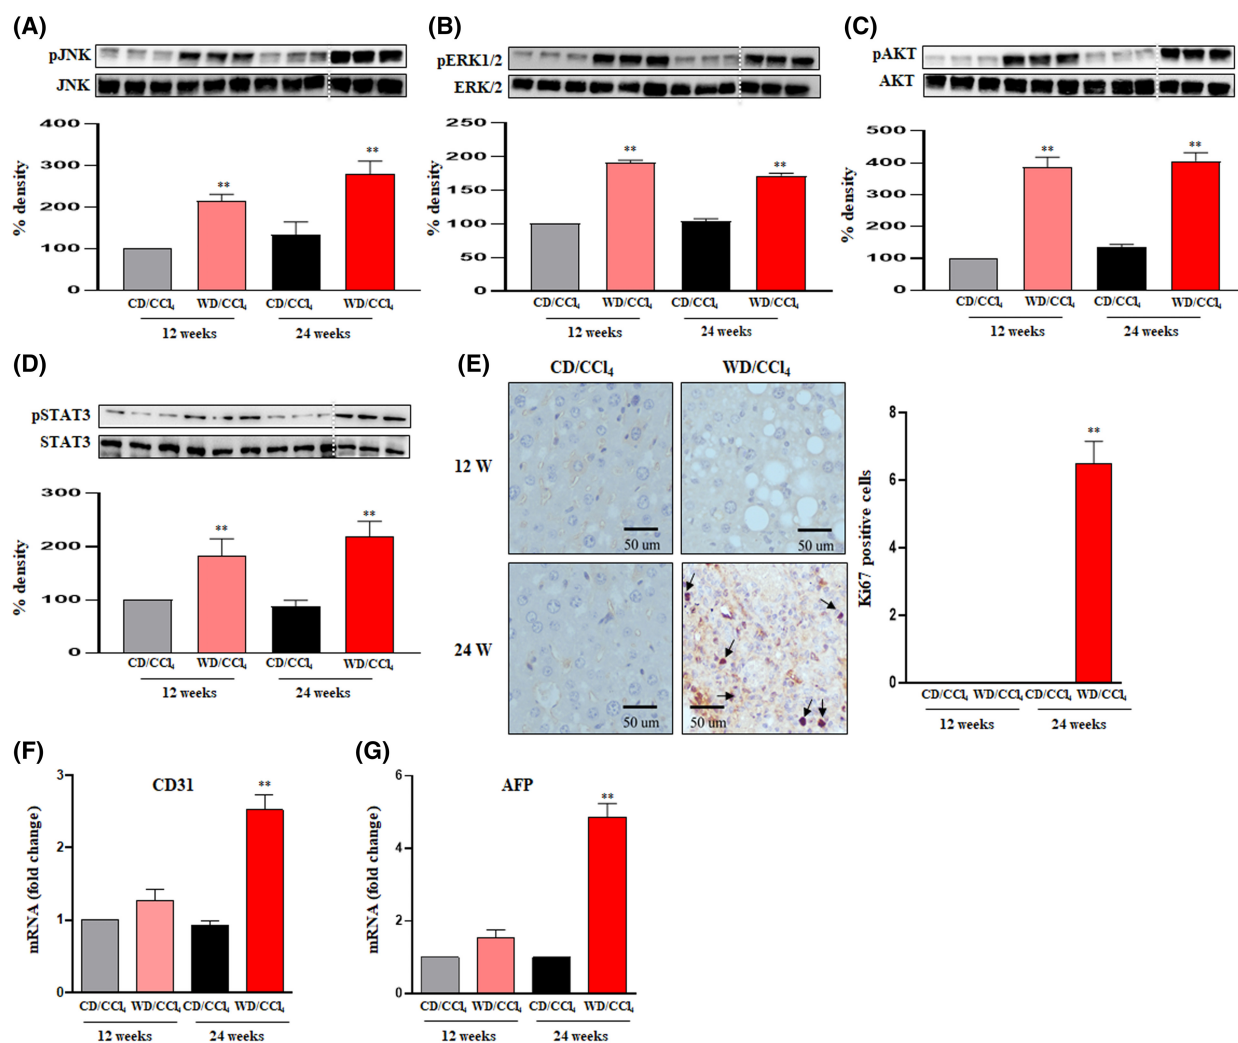 (A)
pJNK
JNK
% density
400
300
200
100
0
CD/CCl4 WD/CCl4 CD/CCl4 WD/CCl4
12 weeks 24 weeks
**
**
(B)
pERK1/2
ERK/2
% density
250
200
150
100
50
0
CD/CCl4 WD/CCl4 CD/CCl4 WD/CCl4
12 weeks 24 weeks
**
**
(C)
pAKT
AKT
% density
500
400
300
200
100
0
CD/CCl4 WD/CCl4 CD/CCl4 WD/CCl4
12 weeks 24 weeks
**
**
(D)
pSTAT3
STAT3
% density
300
200
100
0
CD/CCl4 WD/CCl4 CD/CCl4 WD/CCl4
12 weeks 24 weeks
**
**
(E)
CD/CCl4 WD/CCl4
12 W
50 um 50 um
24 W
50 um 50 um
Ki67 positive cells
8
6
4
2
0
CD/CCl4 WD/CCl4 CD/CCl4 WD/CCl4
12 weeks 24 weeks
**
(F)
CD31
mRNA (fold change)
3
2
1
0
CD/CCl4 WD/CCl4 CD/CCl4 WD/CCl4
12 weeks 24 weeks
**
(G)
AFP
mRNA (fold change)
6
4
2
0
CD/CCl4 WD/CCl4 CD/CCl4 WD/CCl4
12 weeks 24 weeks
**